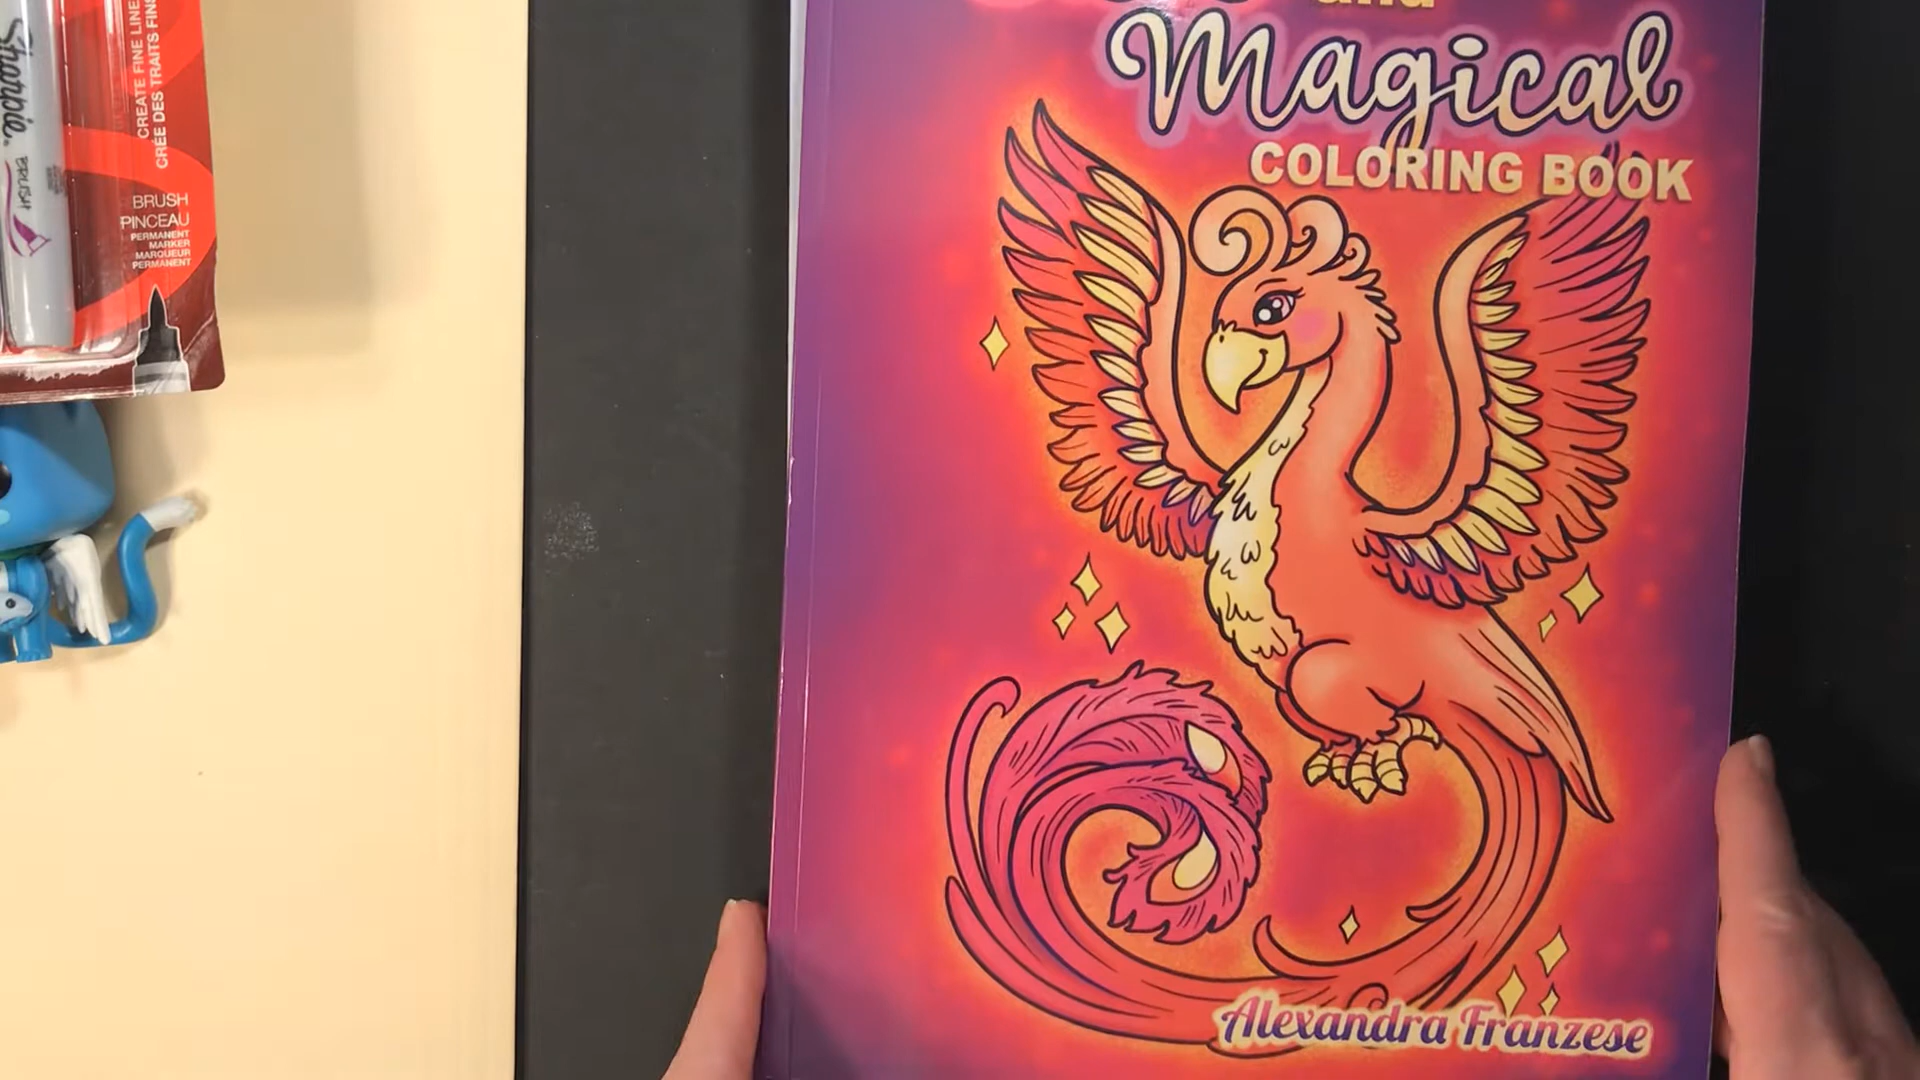 and
Magical
COLORING BOOK
Alexandra Franzese
Sharpie.
BRUSH
CREATE FINE LINE
CRÉE DES TRAITS FINS
BRUSH
PINCEAU
PERMANENT
MARKER
MARQUEUR
PERMANENT